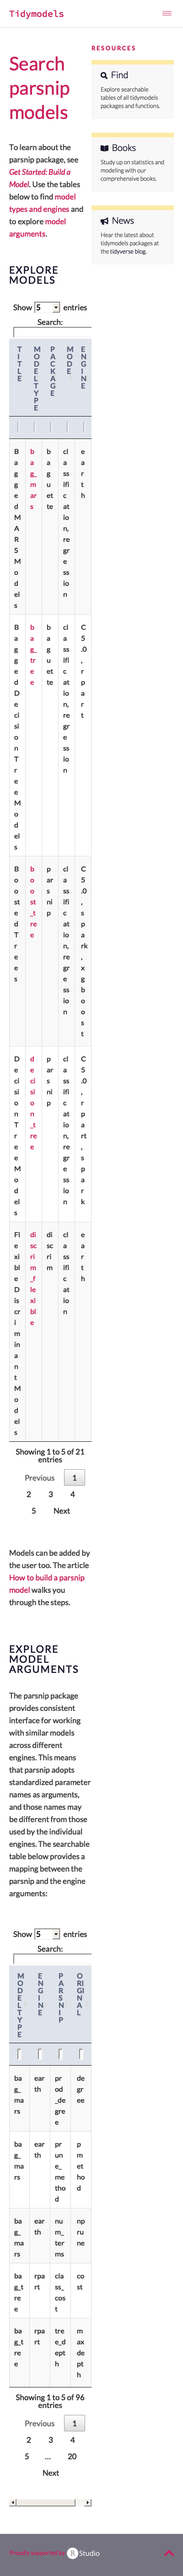 Tidymodels
Search
parsnip
models
To learn about the
parsnip package, see
Get Started: Build a
Model. Use the tables
below to find model
types and engines and
to explore model
arguments.
EXPLORE
MODELS
Show 5 entries
Search:
TITLE MODELTYPE PACKAGE MODE ENGINE
Bagged MARS Models bag_mars baguette classification, regression earth
Bagged Decision Tree Models bag_tree baguette classification, regression C5.0, rpart
Boosted Trees boost_tree parsnip classification, regression C5.0, spark, xgboost
Decision Tree Models decision_tree parsnip classification, regression C5.0, rpart, spark
Flexible Discriminant Models discrim_flexible discrim classification earth
Showing 1 to 5 of 21
entries
Previous 1
2 3 4
5 Next
Models can be added by
the user too. The article
How to build a parsnip
model walks you
through the steps.
EXPLORE
MODEL
ARGUMENTS
The parsnip package
provides consistent
interface for working
with similar models
across different
engines. This means
that parsnip adopts
standardized parameter
names as arguments,
and those names may
be different from those
used by the individual
engines. The searchable
table below provides a
mapping between the
parsnip and the engine
arguments:
Show 5 entries
Search:
MODELTYPE ENGINE PARSNIP ORIGINAL
bag_mars earth prod_degree degree
bag_mars earth prune_method pmethod
bag_mars earth num_terms nprune
bag_tree rpart class_cost cost
bag_tree rpart tree_depth maxdepth
Showing 1 to 5 of 96
entries
Previous 1
2 3 4
5 … 20
Next
RESOURCES
Find
Explore searchable
tables of all tidymodels
packages and functions.
Books
Study up on statistics and
modeling with our
comprehensive books.
News
Hear the latest about
tidymodels packages at
the tidyverse blog.
Proudly supported by R Studio